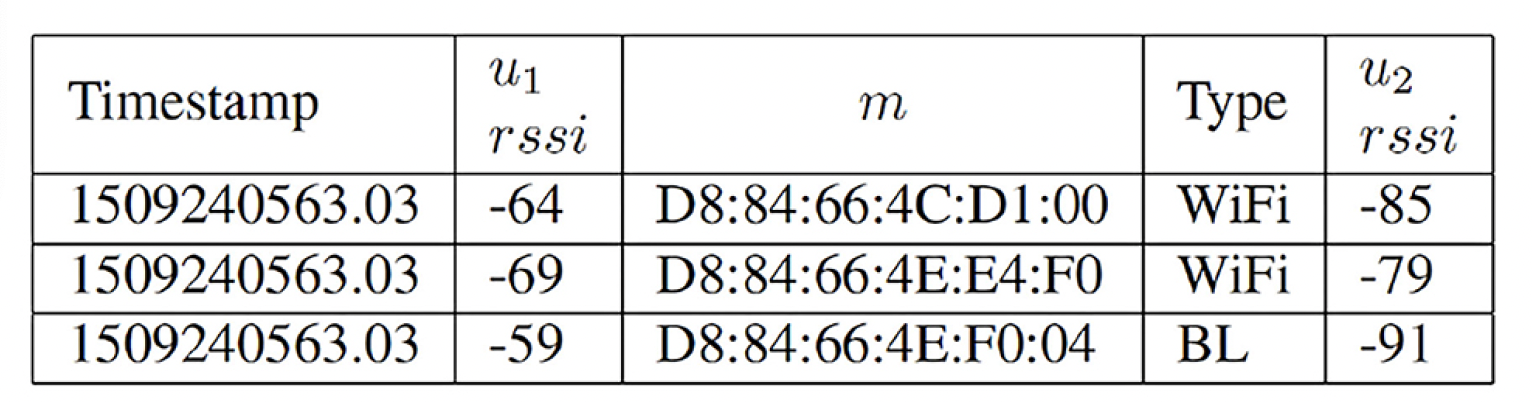 Timestamp u₁ rssi m Type u₂ rssi
1509240563.03 -64 D8:84:66:4C:D1:00 WiFi -85
1509240563.03 -69 D8:84:66:4E:E4:F0 WiFi -79
1509240563.03 -59 D8:84:66:4E:F0:04 BL -91